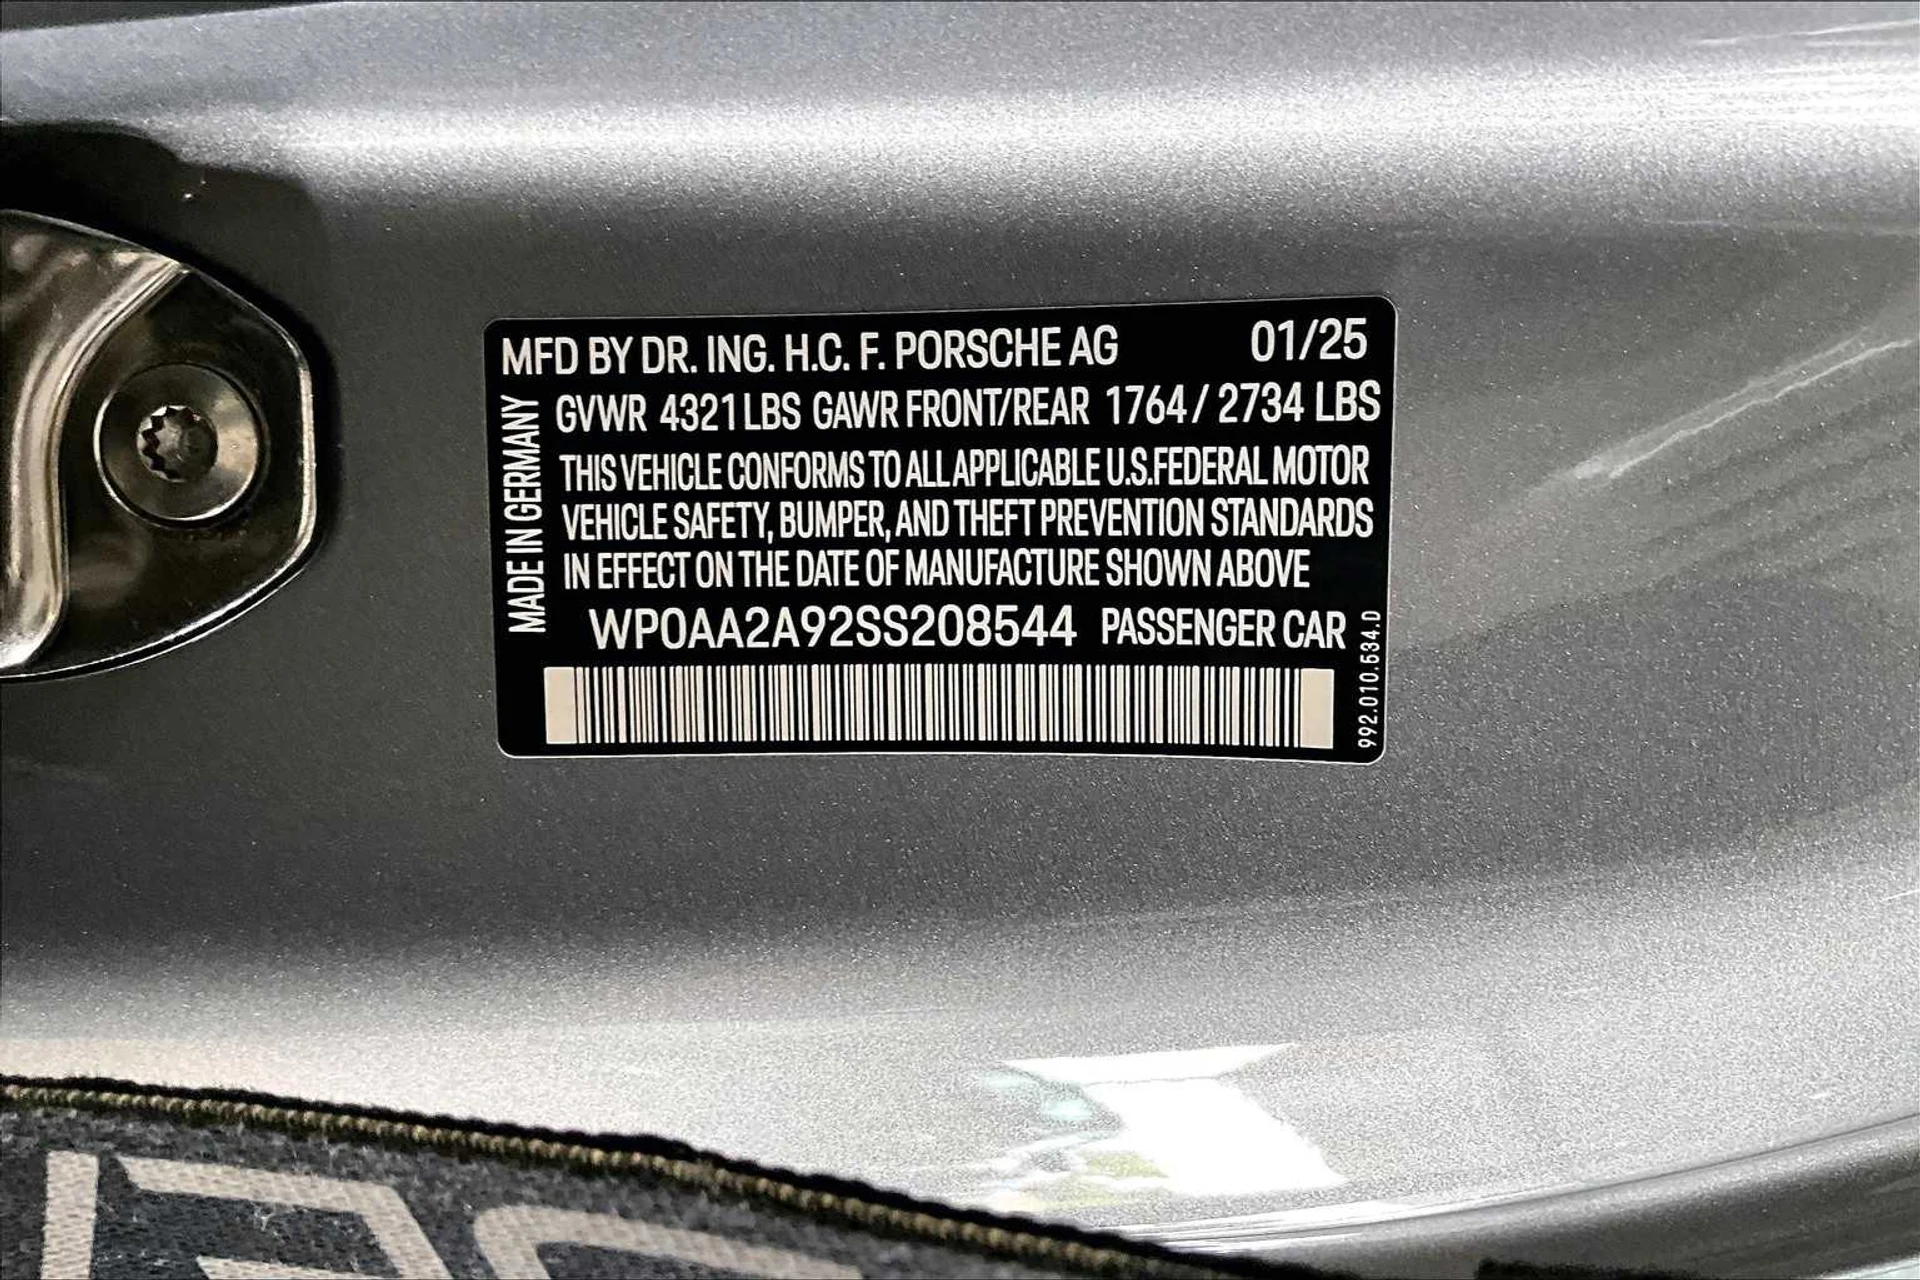 MFD BY DR. ING. H.C. F. PORSCHE AG 01/25
GVWR 4321 LBS GAWR FRONT/REAR 1764 / 2734 LBS
THIS VEHICLE CONFORMS TO ALL APPLICABLE U.S.FEDERAL MOTOR
VEHICLE SAFETY, BUMPER, AND THEFT PREVENTION STANDARDS
IN EFFECT ON THE DATE OF MANUFACTURE SHOWN ABOVE
WP0AA2A92SS208544 PASSENGER CAR
MADE IN GERMANY
992.010.534.D